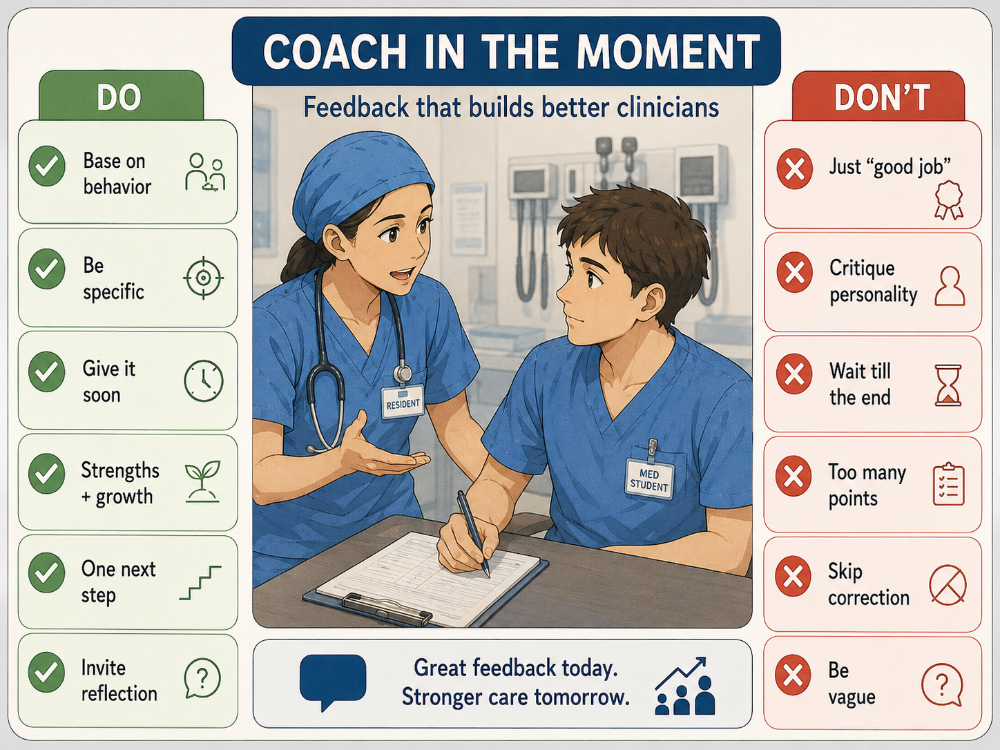 COACH IN THE MOMENT
Feedback that builds better clinicians
DO
Base on
behavior
Be
specific
Give it
soon
Strengths
+ growth
One next
step
Invite
reflection
?
RESIDENT
MED
STUDENT
DON'T
Just “good job”
Critique
personality
Wait till
the end
Too many
points
Skip
correction
Be
vague
?
Great feedback today.
Stronger care tomorrow.